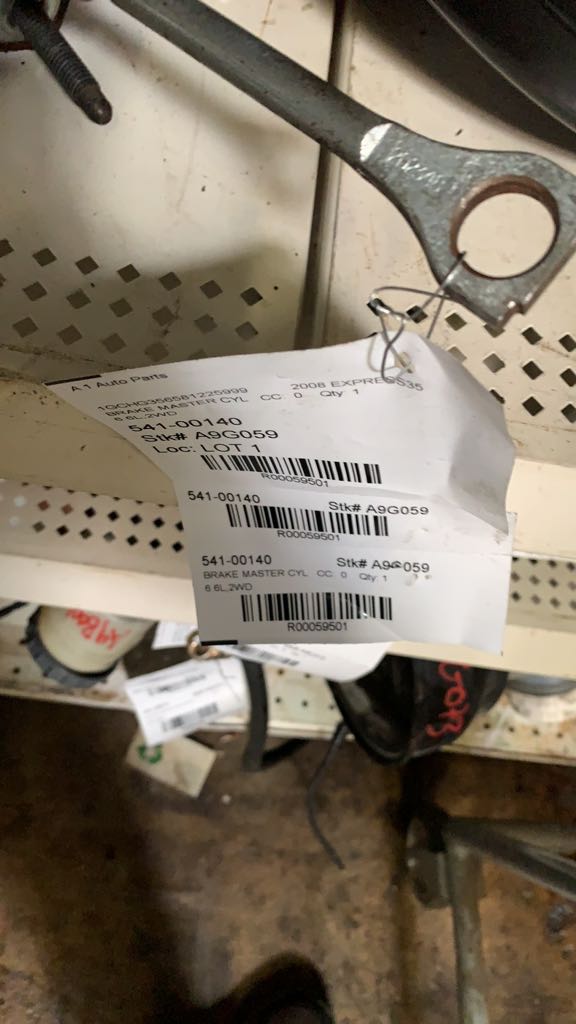 A 1 Auto Parts
1GCHG356581225999 2008 EXPRESS35
BRAKE MASTER CYL CC: 0 Qty: 1
6.6L,2WD
541-00140
Stk# A9G059
Loc: LOT 1
R00059501
541-00140 Stk# A9G059
R00059501
541-00140 Stk# A9G059
BRAKE MASTER CYL CC: 0 Qty: 1
6.6L,2WD
R00059501